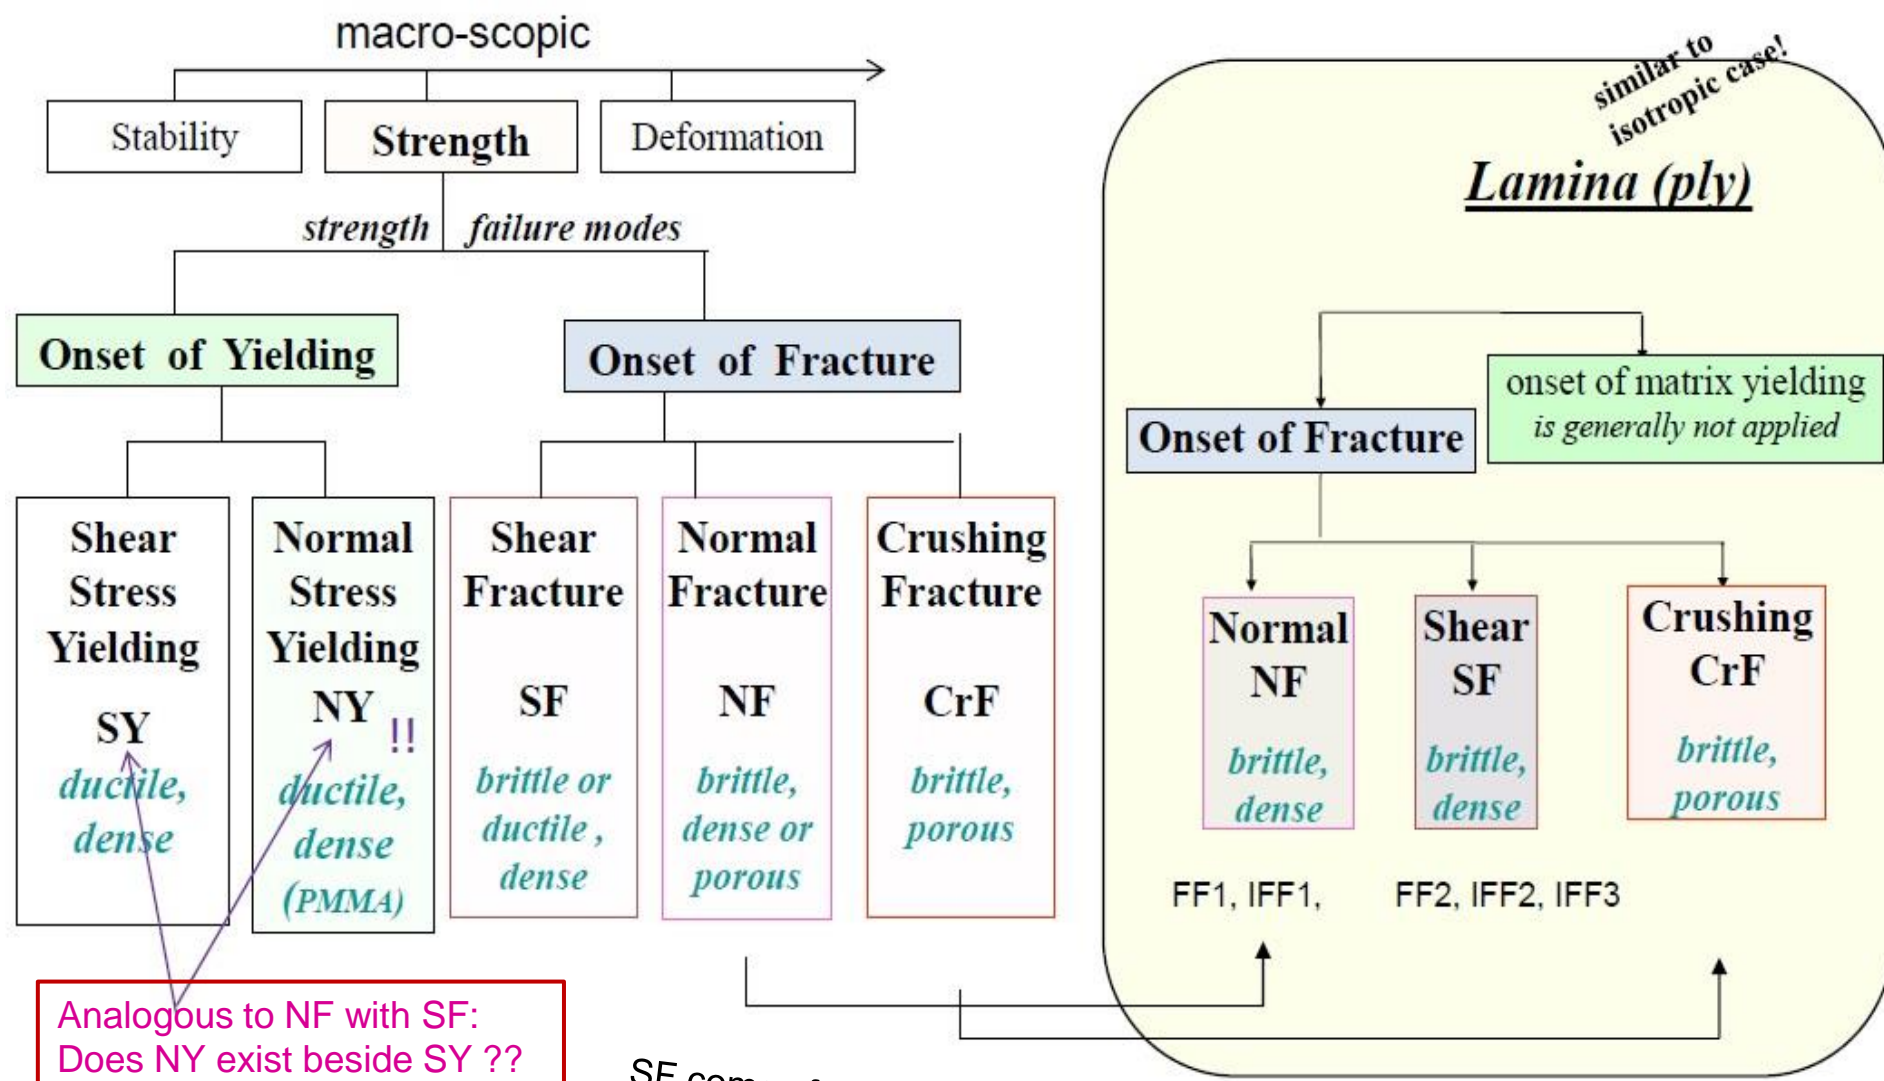 macro-scopic
Stability
Strength
Deformation
strength failure modes
Onset of Yielding
Onset of Fracture
Shear
Stress
Yielding
SY
ductile,
dense
Normal
Stress
Yielding
NY !!
ductile,
dense
(PMMA)
Shear
Fracture
SF
brittle or
ductile ,
dense
Normal
Fracture
NF
brittle,
dense or
porous
Crushing
Fracture
CrF
brittle,
porous
Analogous to NF with SF:
Does NY exist beside SY ??
SF
similar to
isotropic case!
Lamina (ply)
onset of matrix yielding
is generally not applied
Onset of Fracture
Normal
NF
brittle,
dense
Shear
SF
brittle,
dense
Crushing
CrF
brittle,
porous
FF1, IFF1,
FF2, IFF2, IFF3